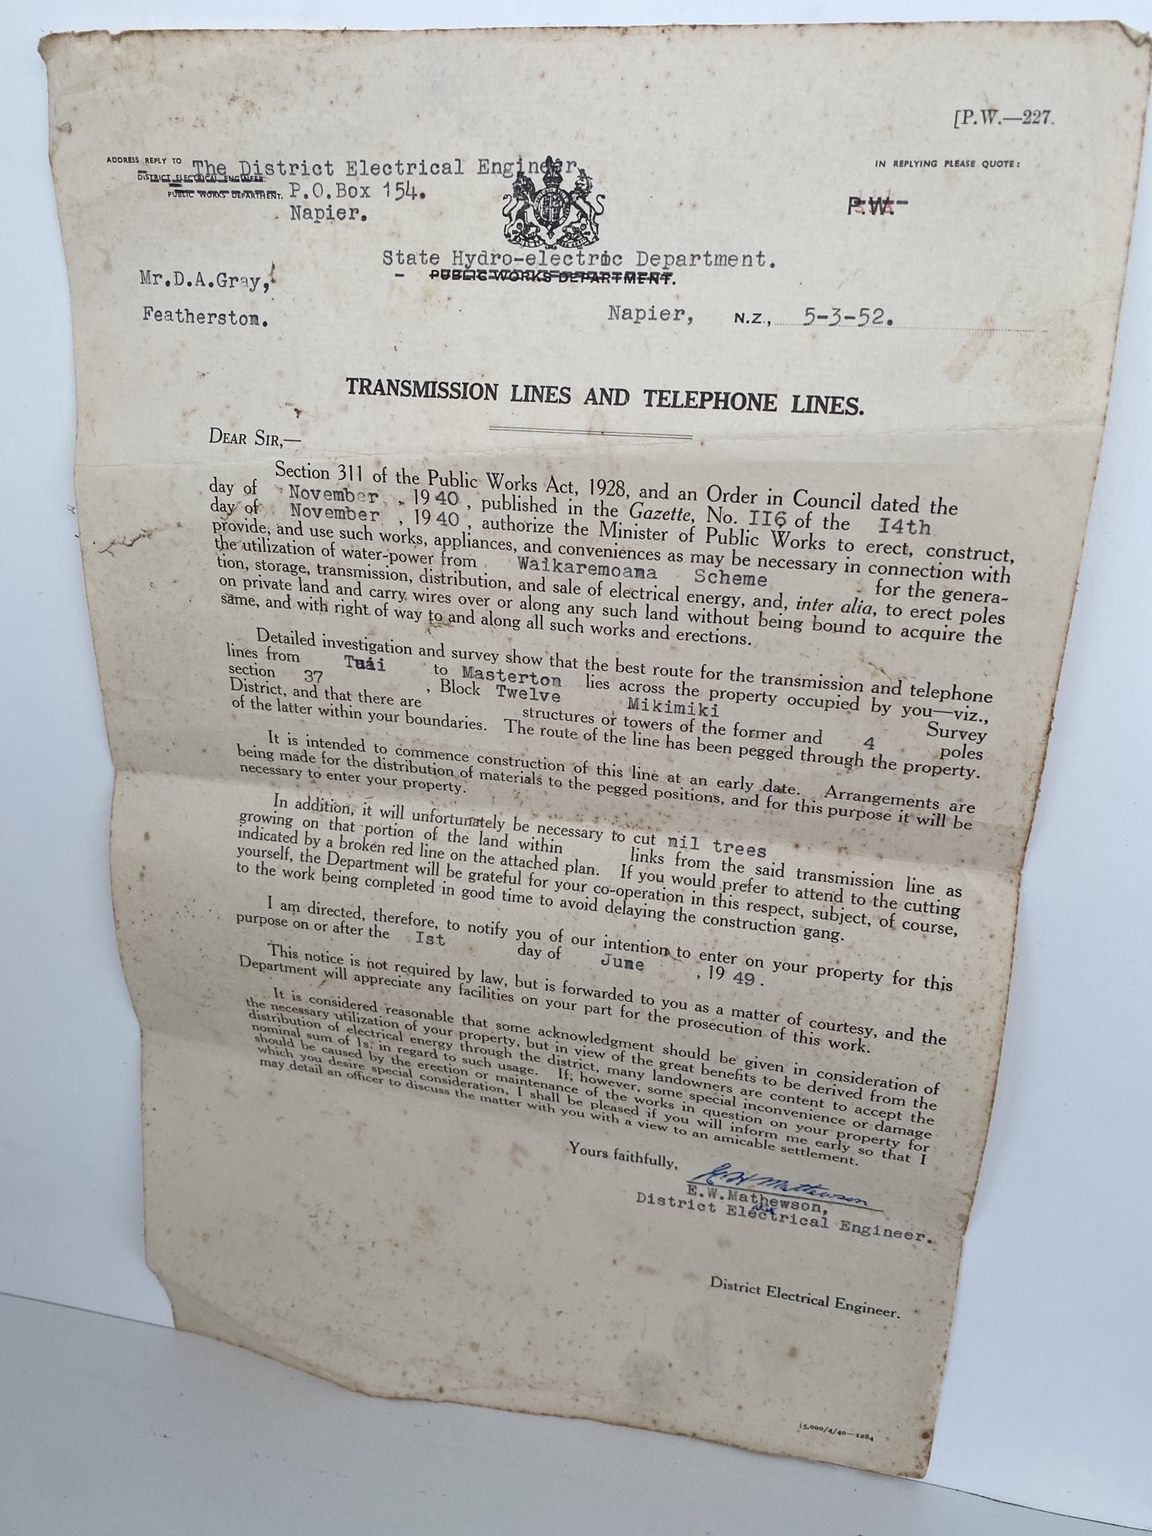 [P.W.—227.
ADDRESS REPLY TO The District Electrical Engineer,
DISTRICT ELECTRICAL ENGINEER
PUBLIC WORKS DEPARTMENT. P.O.Box 154.
Napier.
IN REPLYING PLEASE QUOTE:
P.W.
State Hydro-electric Department.
PUBLIC WORKS DEPARTMENT.
Mr.D.A.Gray,
Featherston.
Napier, N.Z., 5-3-52.
TRANSMISSION LINES AND TELEPHONE LINES.
DEAR SIR,—
Section 311 of the Public Works Act, 1928, and an Order in Council dated the
day of November , 1940 , published in the Gazette, No. II6 of the I4th
day of November , 1940 , authorize the Minister of Public Works to erect, construct,
provide, and use such works, appliances, and conveniences as may be necessary in connection with
the utilization of water-power from Waikaremoana Scheme for the genera-
tion, storage, transmission, distribution, and sale of electrical energy, and, inter alia, to erect poles
on private land and carry wires over or along any such land without being bound to acquire the
same, and with right of way to and along all such works and erections.
Detailed investigation and survey show that the best route for the transmission and telephone
lines from Tuai to Masterton lies across the property occupied by you—viz.,
section 37 , Block Twelve , Mikimiki Survey
District, and that there are structures or towers of the former and 4 poles
of the latter within your boundaries. The route of the line has been pegged through the property.
It is intended to commence construction of this line at an early date. Arrangements are
being made for the distribution of materials to the pegged positions, and for this purpose it will be
necessary to enter your property.
In addition, it will unfortunately be necessary to cut nil trees
growing on that portion of the land within links from the said transmission line as
indicated by a broken red line on the attached plan. If you would prefer to attend to the cutting
yourself, the Department will be grateful for your co-operation in this respect, subject, of course,
to the work being completed in good time to avoid delaying the construction gang.
I am directed, therefore, to notify you of our intention to enter on your property for this
purpose on or after the Ist day of June , 1949.
This notice is not required by law, but is forwarded to you as a matter of courtesy, and the
Department will appreciate any facilities on your part for the prosecution of this work.
It is considered reasonable that some acknowledgment should be given in consideration of
the necessary utilization of your property, but in view of the great benefits to be derived from the
distribution of electrical energy through the district, many landowners are content to accept the
nominal sum of 1s. in regard to such usage. If, however, some special inconvenience or damage
should be caused by the erection or maintenance of the works in question on your property for
which you desire special consideration, I shall be pleased if you will inform me early so that I
may detail an officer to discuss the matter with you with a view to an amicable settlement.
Yours faithfully,
E.W.Mathewson,
District Electrical Engineer.
District Electrical Engineer.
15,000/4/40—1284